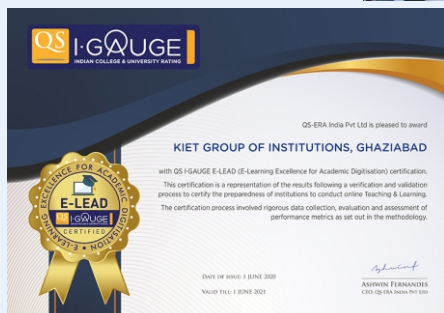 QS I·GAUGE
INDIAN COLLEGE & UNIVERSITY RATING
QS-ERA India Pvt Ltd is pleased to award
KIET GROUP OF INSTITUTIONS, GHAZIABAD
with QS I·GAUGE E-LEAD (E-Learning Excellence for Academic Digitisation) certification.
This certification is a representation of the results following a verification and validation
process to certify the preparedness of institutions to conduct online Teaching & Learning.
The certification process involved rigorous data collection, evaluation and assessment of
performance metrics as set out in the methodology.
E-LEARNING EXCELLENCE FOR ACADEMIC DIGITISATION
E-LEAD
QS I·GAUGE
CERTIFIED
DATE OF ISSUE: 1 JUNE 2020
VALID TILL: 1 JUNE 2021
Ashwinf
ASHWIN FERNANDES
CEO, QS-ERA INDIA PVT LTD